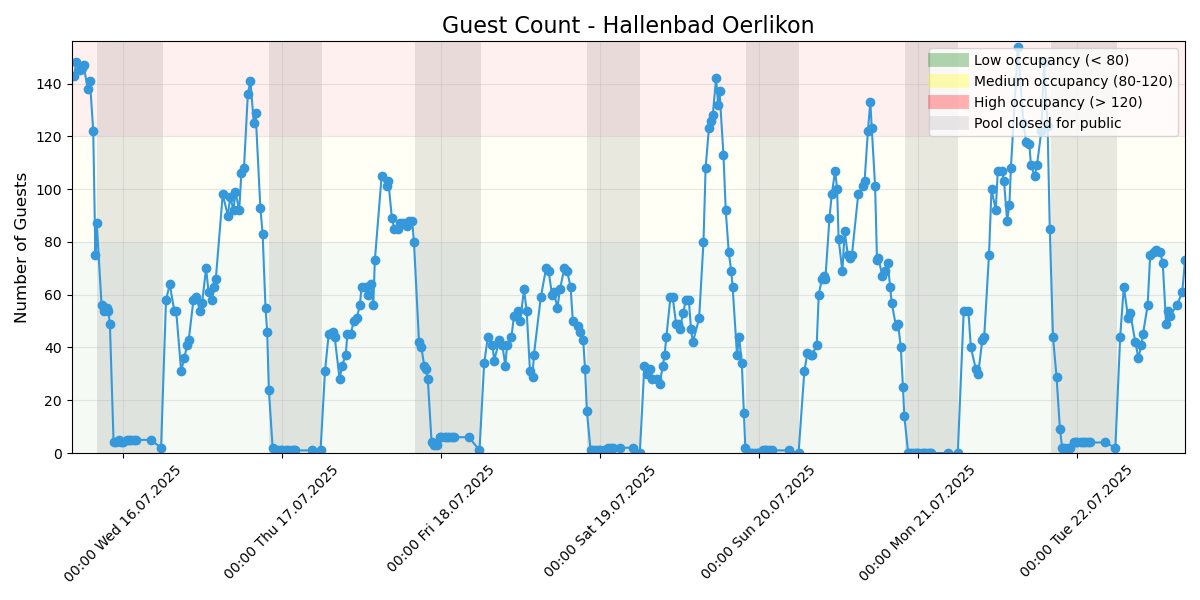 Guest Count - Hallenbad Oerlikon
Low occupancy (< 80)
Medium occupancy (80-120)
High occupancy (> 120)
Pool closed for public
Number of Guests
140
120
100
80
60
40
20
0
00:00 Wed 16.07.2025
00:00 Thu 17.07.2025
00:00 Fri 18.07.2025
00:00 Sat 19.07.2025
00:00 Sun 20.07.2025
00:00 Mon 21.07.2025
00:00 Tue 22.07.2025